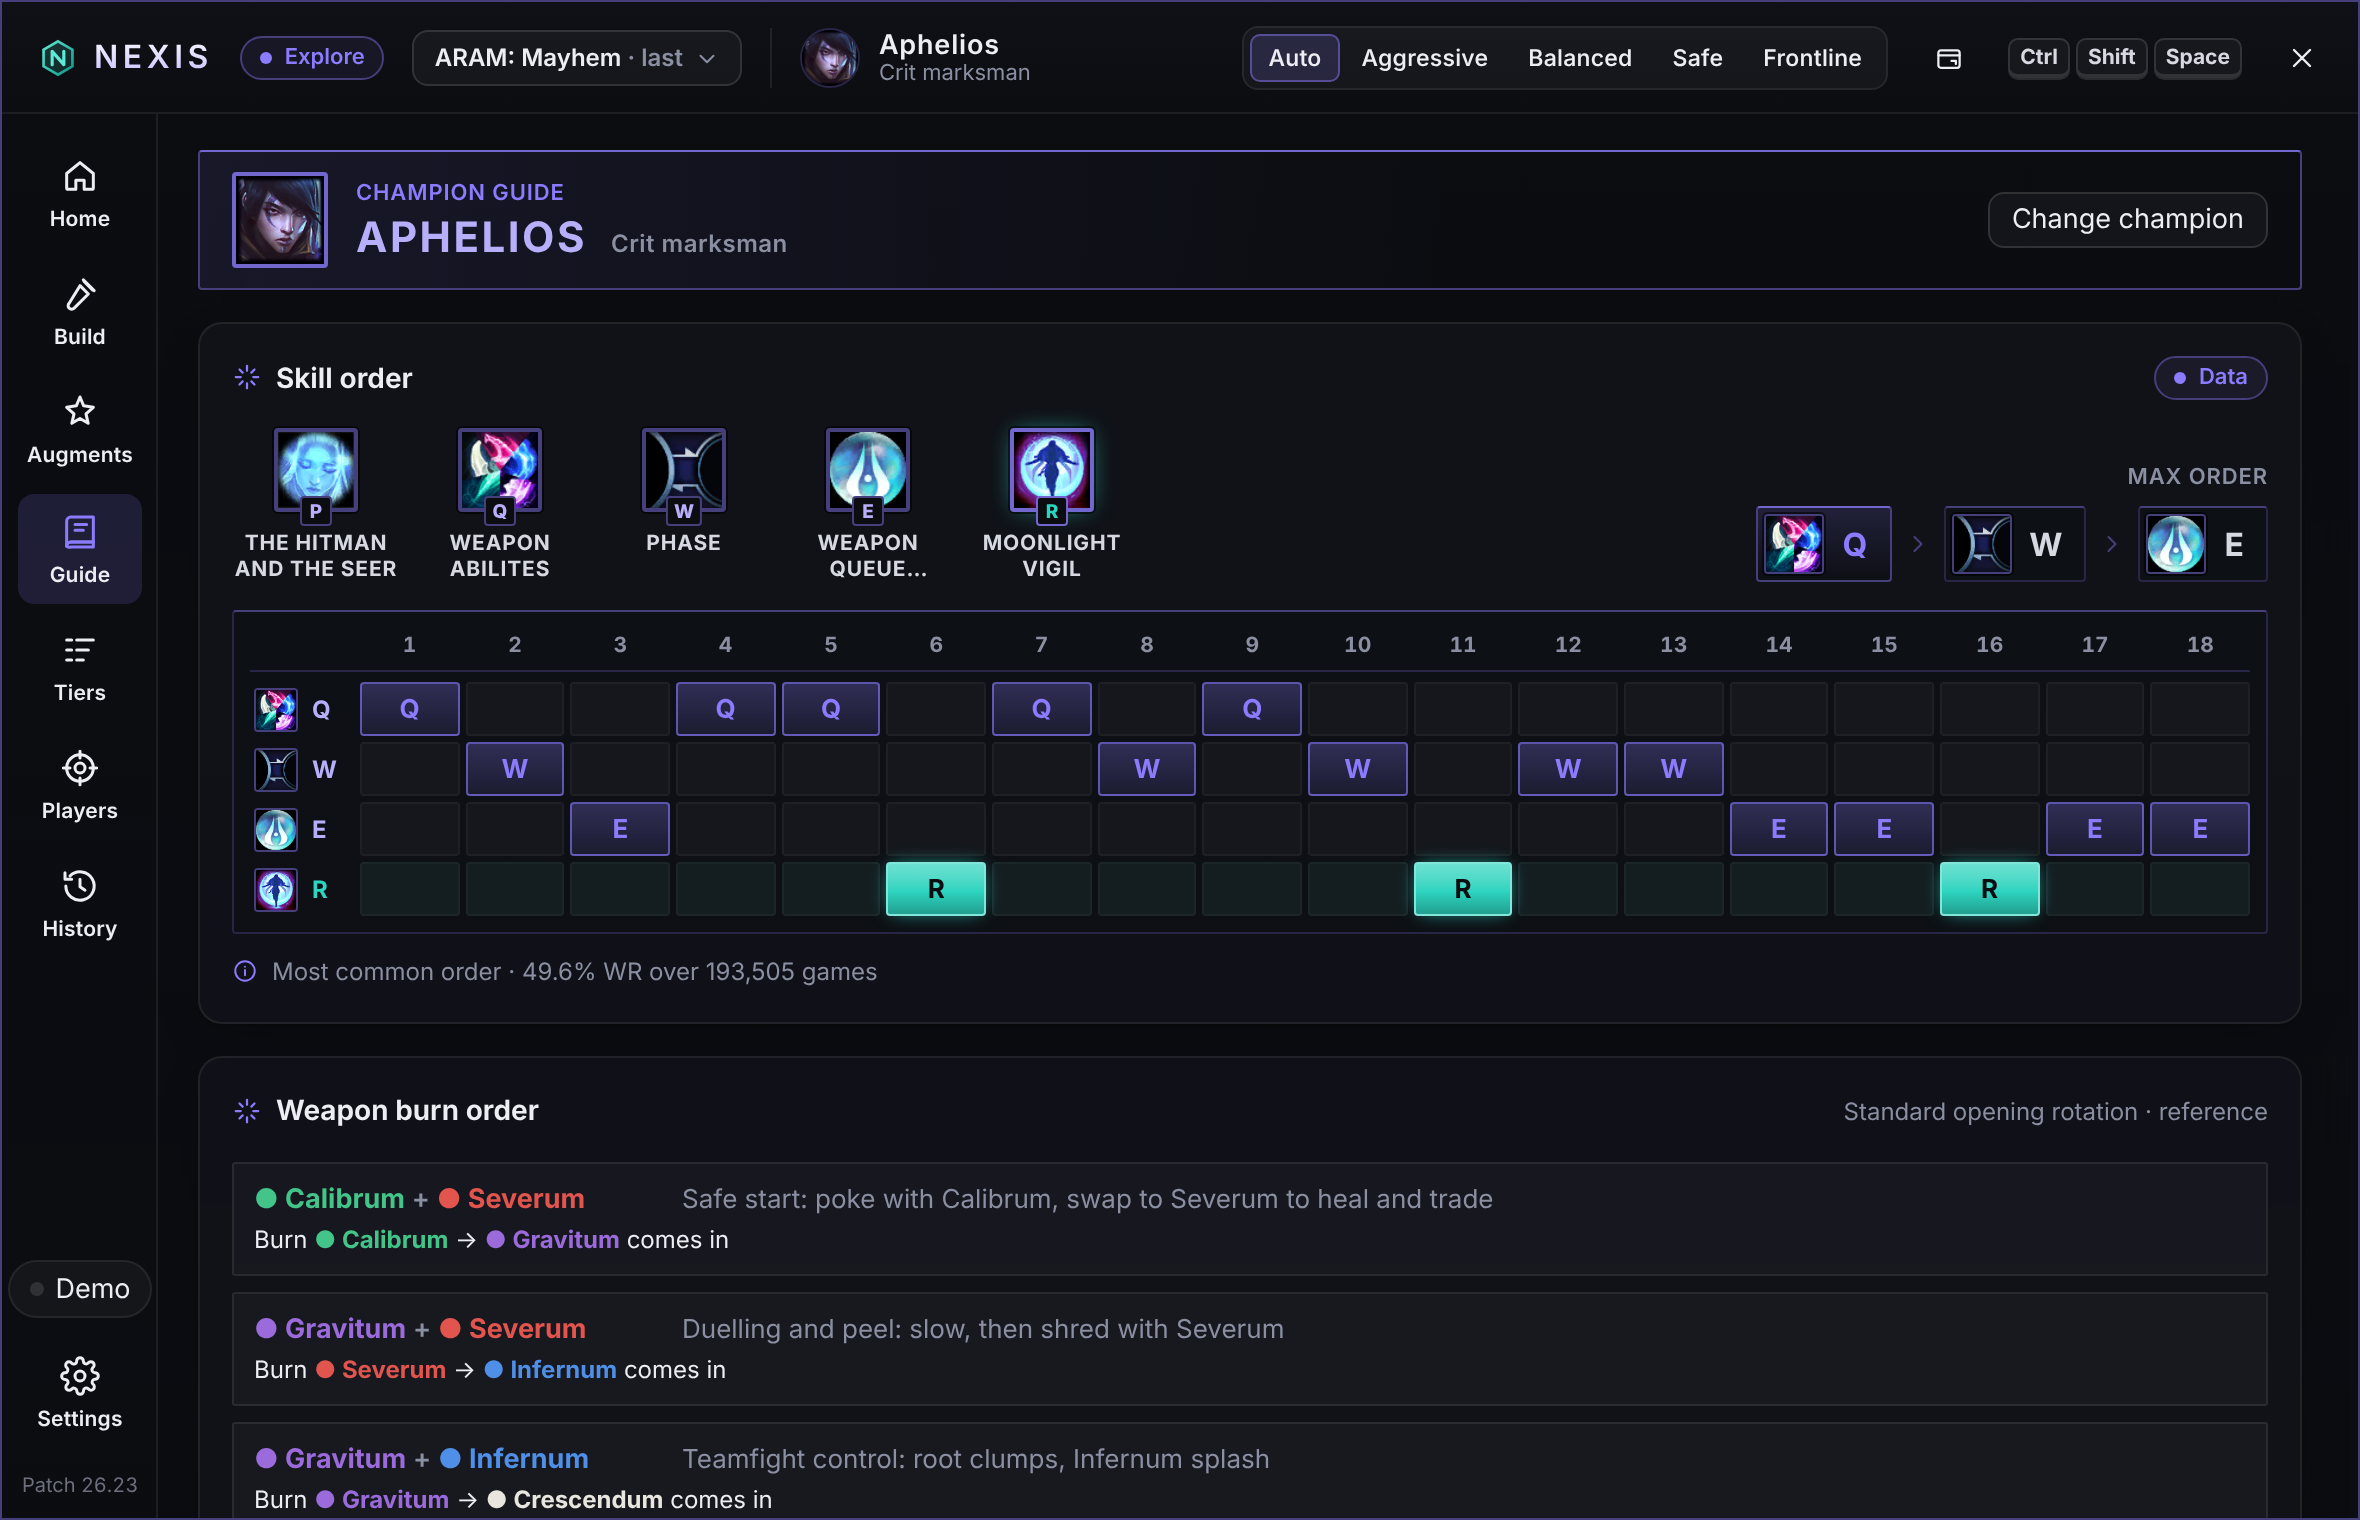 NEXIS
Explore
ARAM: Mayhem · last
Aphelios
Crit marksman
Auto
Aggressive
Balanced
Safe
Frontline
Ctrl
Shift
Space
Home
Build
Augments
Guide
Tiers
Players
History
Demo
Settings
Patch 26.23
CHAMPION GUIDE
APHELIOS
Crit marksman
Change champion
Skill order
Data
P
THE HITMAN
AND THE SEER
Q
WEAPON
ABILITES
W
PHASE
E
WEAPON
QUEUE...
R
MOONLIGHT
VIGIL
MAX ORDER
Q
W
E
1 2 3 4 5 6 7 8 9 10 11 12 13 14 15 16 17 18
Q Q Q Q Q Q
W W W W W W
E E E E E E
R R R R
Most common order · 49.6% WR over 193,505 games
Weapon burn order
Standard opening rotation · reference
Calibrum + Severum
Safe start: poke with Calibrum, swap to Severum to heal and trade
Burn Calibrum → Gravitum comes in
Gravitum + Severum
Duelling and peel: slow, then shred with Severum
Burn Severum → Infernum comes in
Gravitum + Infernum
Teamfight control: root clumps, Infernum splash
Burn Gravitum → Crescendum comes in